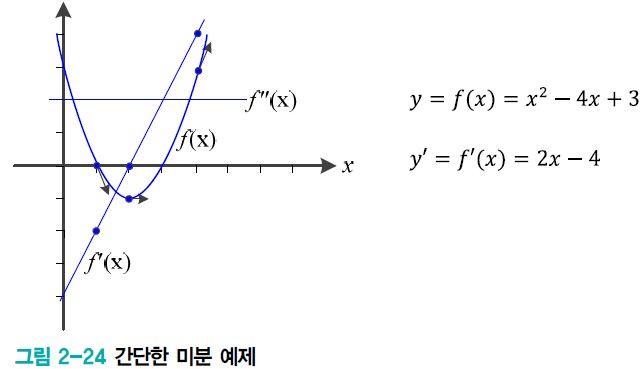 f″(x)
f(x)
x
f′(x)
y = f(x) = x² − 4x + 3
y′ = f′(x) = 2x − 4
그림 2-24 간단한 미분 예제